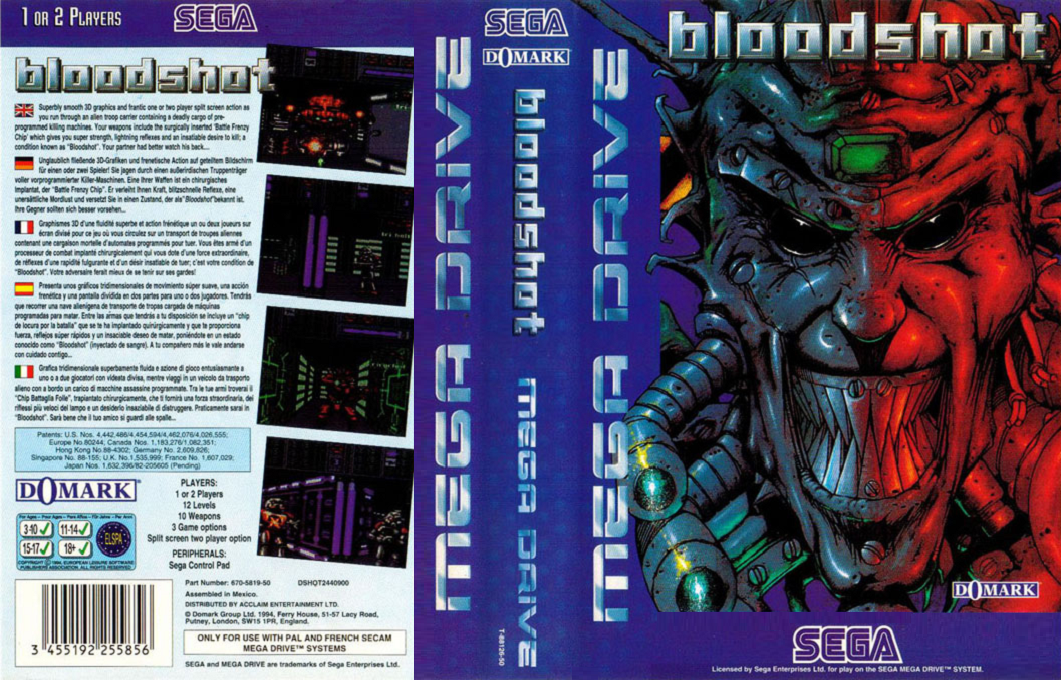 1 OR 2 PLAYERS
SEGA
bloodshot
Superbly smooth 3D graphics and frantic one or two player split screen action as
you run through an alien troop carrier containing a deadly cargo of pre-
programmed killing machines. Your weapons include the surgically inserted 'Battle Frenzy
Chip' which gives you super strength, lightning reflexes and an insatiable desire to kill; a
condition known as "Bloodshot". Your partner had better watch his back....
Unglaublich fließende 3D-Grafiken und frenetische Action auf geteiltem Bildschirm
für einen oder zwei Spieler! Sie jagen durch einen außerirdischen Truppenträger
voller vorprogrammierter Killer-Maschinen. Eine Ihrer Waffen ist ein chirurgisches
Implantat, der "Battle Frenzy Chip". Er verleiht Ihnen Kraft, blitzschnelle Reflexe, eine
unersättliche Mordlust und versetzt Sie in einen Zustand, der als"Bloodshot"bekannt ist.
Ihre Gegner sollten sich besser vorsehen...
Graphismes 3D d'une fluidité superbe et action frénétique un ou deux joueurs sur
écran divisé pour ce jeu où vous circulez sur un transport de troupes aliennes
contenant une cargaison mortelle d'automates programmés pour tuer. Vous êtes armé d'un
processeur de combat implanté chirurgicalement qui vous dote d'une force extraordinaire,
de réflexes d'un rapidité fulgurante et d'un désir insatiable de tuer; c'est votre condition de
"Bloodshot". Votre adversaire ferait mieux de se tenir sur ses gardes!
Presenta unos gráficos tridimensionales de movimiento súper suave, una acción
frenética y una pantalla dividida en dos partes para uno o dos jugadores. Tendrás
que recorrer una nave alienígena de transporte de tropas cargada de máquinas
programadas para matar. Entre las armas que tendrás a tu disposición se incluye un "chip
de locura por la batalla" que se te ha implantado quirúrgicamente y que te proporciona
fuerza, reflejos súper rápidos y un insaciable deseo de matar, poniéndote en un estado
conocido como "Bloodshot" (inyectado de sangre). A tu compañero más le vale andarse
con cuidado contigo...
Grafica tridimensionale superbamente fluida e azione di gioco entusiasmante a
uno o a due giocatori con videata divisa, mentre viaggi in un veicolo da trasporto
alieno con a bordo un carico di macchine assassine programmate. Tra le tue armi troverai il
"Chip Battaglia Folle", trapiantato chirurgicamente, che ti fornirà una forza straordinaria, dei
riflessi più veloci del lampo e un desiderio insaziabile di distruggere. Praticamente sarai in
"Bloodshot". Sarà bene che il tuo amico si guardi alle spalle...
Patents: U.S. Nos. 4,442,486/4,454,594/4,462,076/4,026,555;
Europe No.80244, Canada Nos. 1,183,276/1,082,351;
Hong Kong No.88-4302; Germany No. 2,609,826;
Singapore No. 88-155; U.K. No.1,535,999; France No. 1,607,029;
Japan Nos. 1,632,396/82-205605 (Pending)
DOMARK
PLAYERS:
1 or 2 Players
12 Levels
10 Weapons
3 Game options
Split screen two player option
PERIPHERALS:
Sega Control Pad
3-10 11-14
15-17 18+
ELSPA
COPYRIGHT © 1994, EUROPEAN LEISURE SOFTWARE
PUBLISHERS ASSOCIATION. ALL RIGHTS RESERVED.
3 455192 255856
Part Number: 670-5819-50 DSHQT2440900
Assembled in Mexico.
DISTRIBUTED BY ACCLAIM ENTERTAINMENT LTD.
© Domark Group Ltd. 1994, Ferry House, 51-57 Lacy Road,
Putney, London, SW15 1PR, England.
ONLY FOR USE WITH PAL AND FRENCH SECAM
MEGA DRIVE™ SYSTEMS
SEGA and MEGA DRIVE are trademarks of Sega Enterprises Ltd.
MEGA DRIVE
SEGA
DOMARK
bloodshot
MEGA DRIVE
T-88126-50
MEGA DRIVE
bloodshot
DOMARK
SEGA
Licensed by Sega Enterprises Ltd. for play on the SEGA MEGA DRIVE™ SYSTEM.